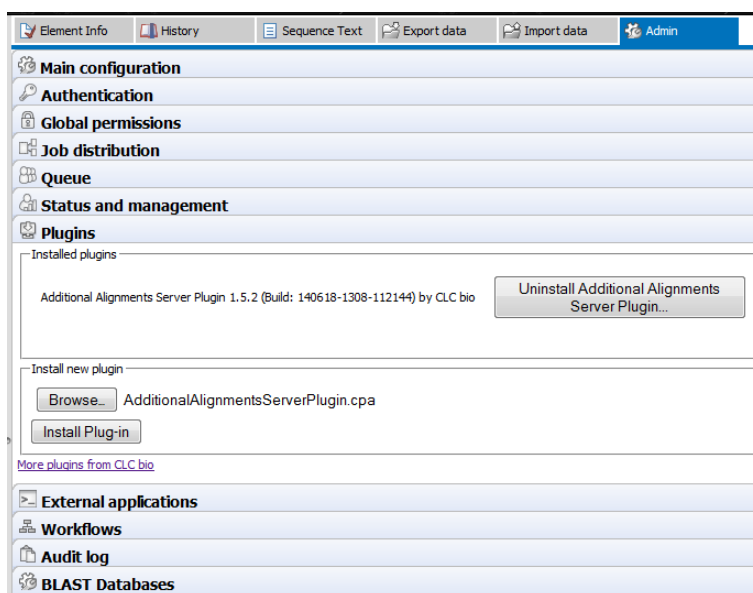 Element Info History Sequence Text Export data Import data Admin
Main configuration
Authentication
Global permissions
Job distribution
Queue
Status and management
Plugins
Installed plugins
Additional Alignments Server Plugin 1.5.2 (Build: 140618-1308-112144) by CLC bio
Uninstall Additional Alignments
Server Plugin...
Install new plugin
Browse... AdditionalAlignmentsServerPlugin.cpa
Install Plug-in
More plugins from CLC bio
External applications
Workflows
Audit log
BLAST Databases